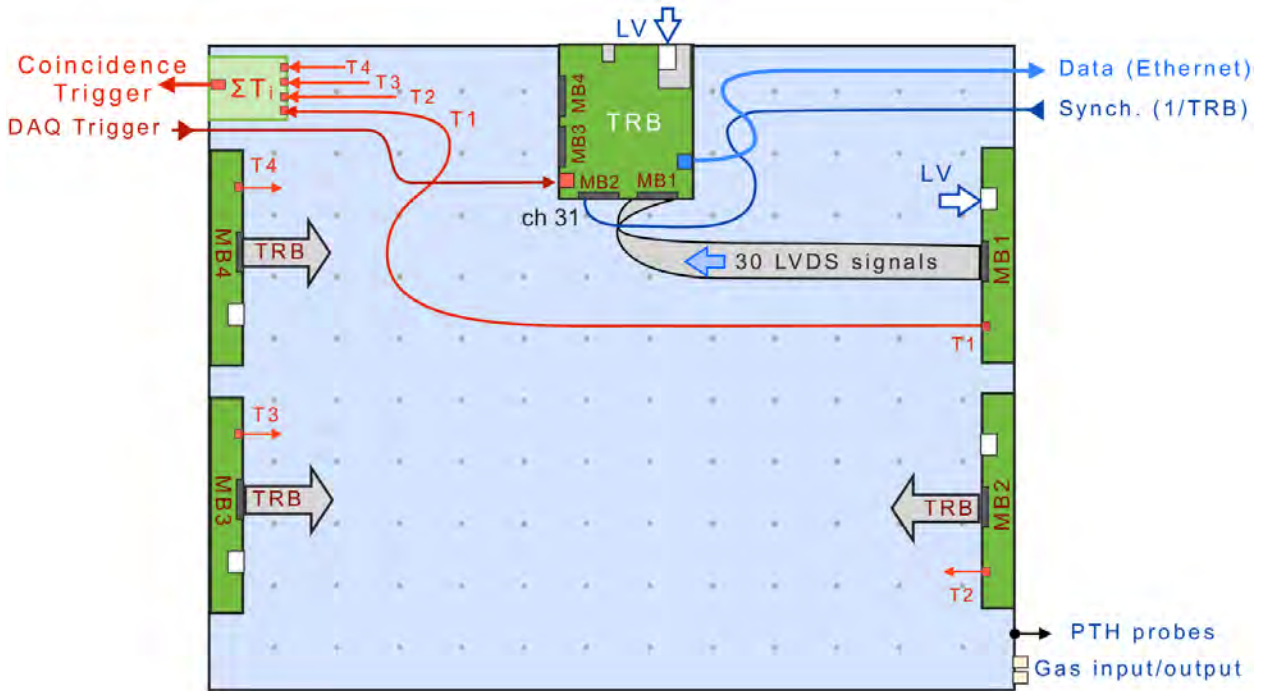 LV
Coincidence
Trigger
ΣTi
T4
T3
T2
T1
DAQ Trigger
MB4
MB3
TRB
MB2
MB1
ch 31
Data (Ethernet)
Synch. (1/TRB)
T4
TRB
MB4
LV
MB1
30 LVDS signals
T1
T3
TRB
MB3
TRB
MB2
T2
PTH probes
Gas input/output